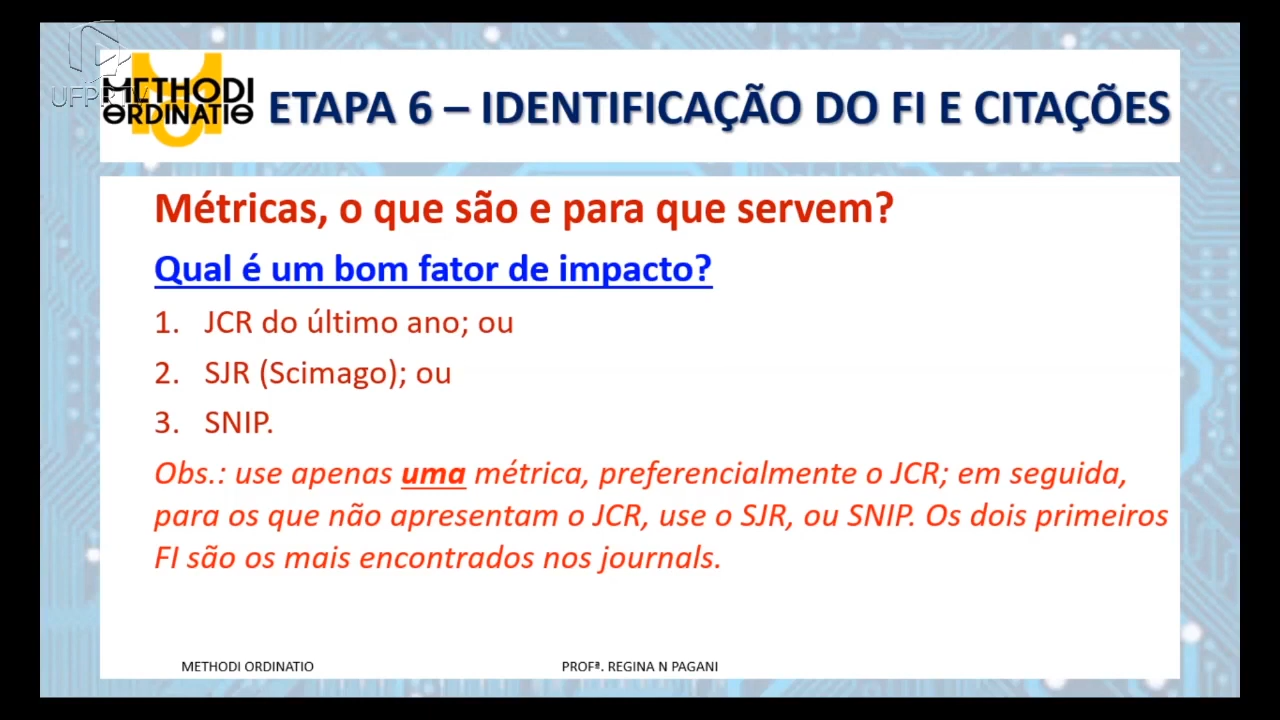 UFPR TV
METHODI
ORDINATIO
ETAPA 6 – IDENTIFICAÇÃO DO FI E CITAÇÕES
Métricas, o que são e para que servem?
Qual é um bom fator de impacto?
1. JCR do último ano; ou
2. SJR (Scimago); ou
3. SNIP.
Obs.: use apenas uma métrica, preferencialmente o JCR; em seguida,
para os que não apresentam o JCR, use o SJR, ou SNIP. Os dois primeiros
FI são os mais encontrados nos journals.
METHODI ORDINATIO
PROFª. REGINA N PAGANI